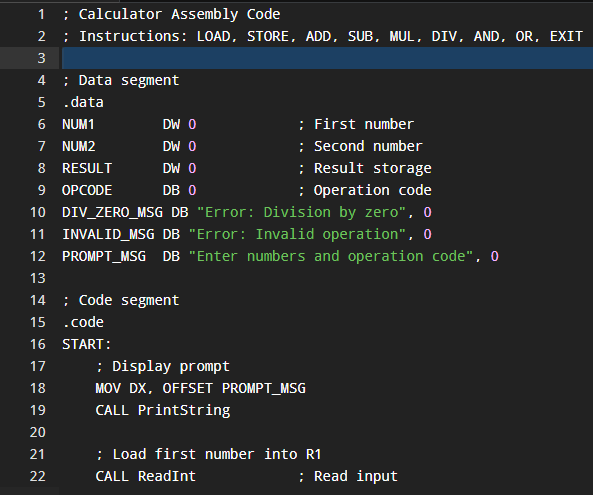 1 ; Calculator Assembly Code
2 ; Instructions: LOAD, STORE, ADD, SUB, MUL, DIV, AND, OR, EXIT
3
4 ; Data segment
5 .data
6 NUM1        DW 0            ; First number
7 NUM2        DW 0            ; Second number
8 RESULT      DW 0            ; Result storage
9 OPCODE      DB 0            ; Operation code
10 DIV_ZERO_MSG DB "Error: Division by zero", 0
11 INVALID_MSG DB "Error: Invalid operation", 0
12 PROMPT_MSG  DB "Enter numbers and operation code", 0
13
14 ; Code segment
15 .code
16 START:
17     ; Display prompt
18     MOV DX, OFFSET PROMPT_MSG
19     CALL PrintString
20
21     ; Load first number into R1
22     CALL ReadInt            ; Read input